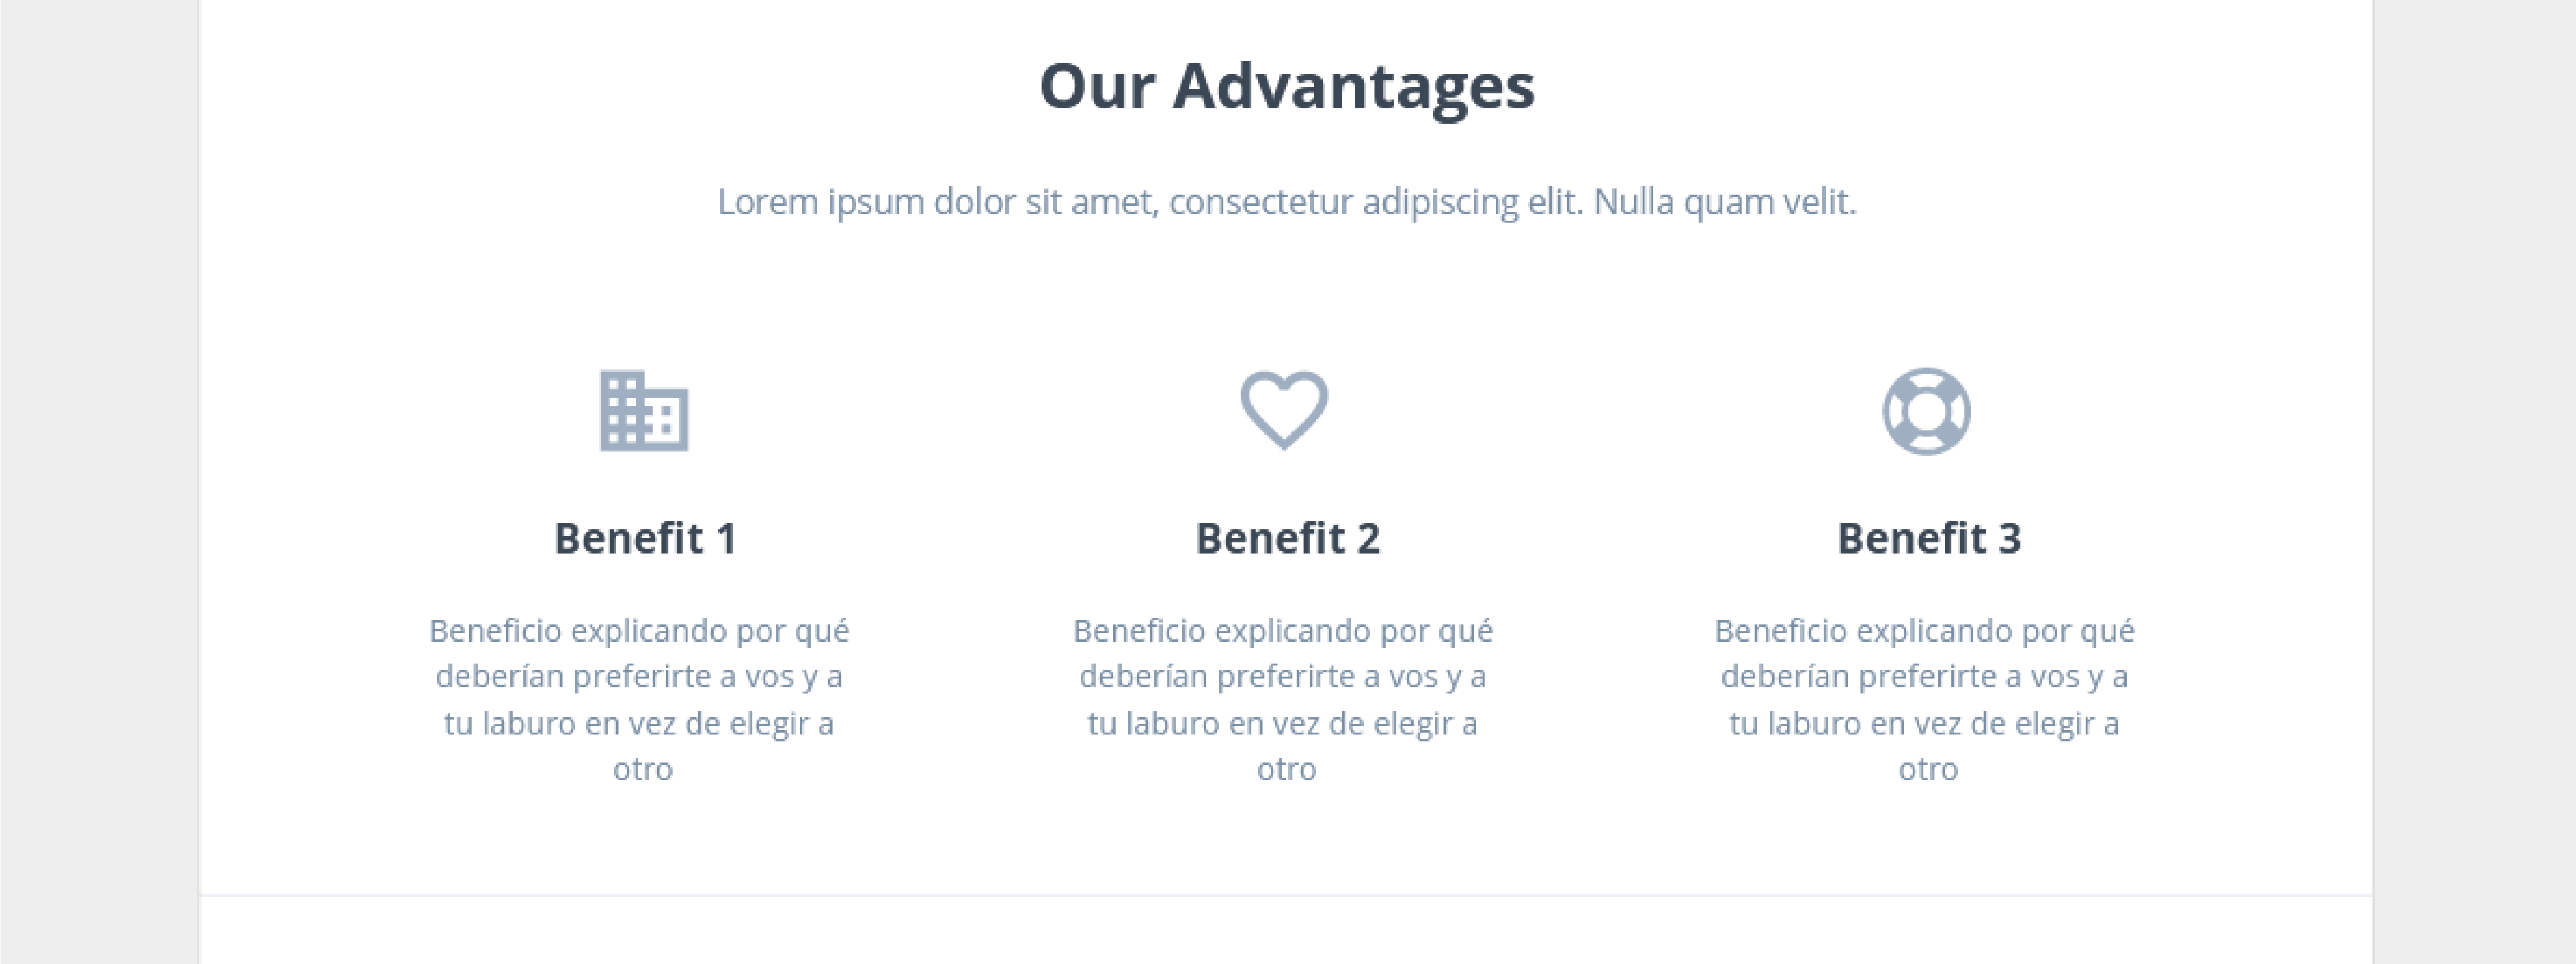 Our Advantages
Lorem ipsum dolor sit amet, consectetur adipiscing elit. Nulla quam velit.
Benefit 1
Beneficio explicando por qué
deberían preferirte a vos y a
tu laburo en vez de elegir a
otro
Benefit 2
Beneficio explicando por qué
deberían preferirte a vos y a
tu laburo en vez de elegir a
otro
Benefit 3
Beneficio explicando por qué
deberían preferirte a vos y a
tu laburo en vez de elegir a
otro